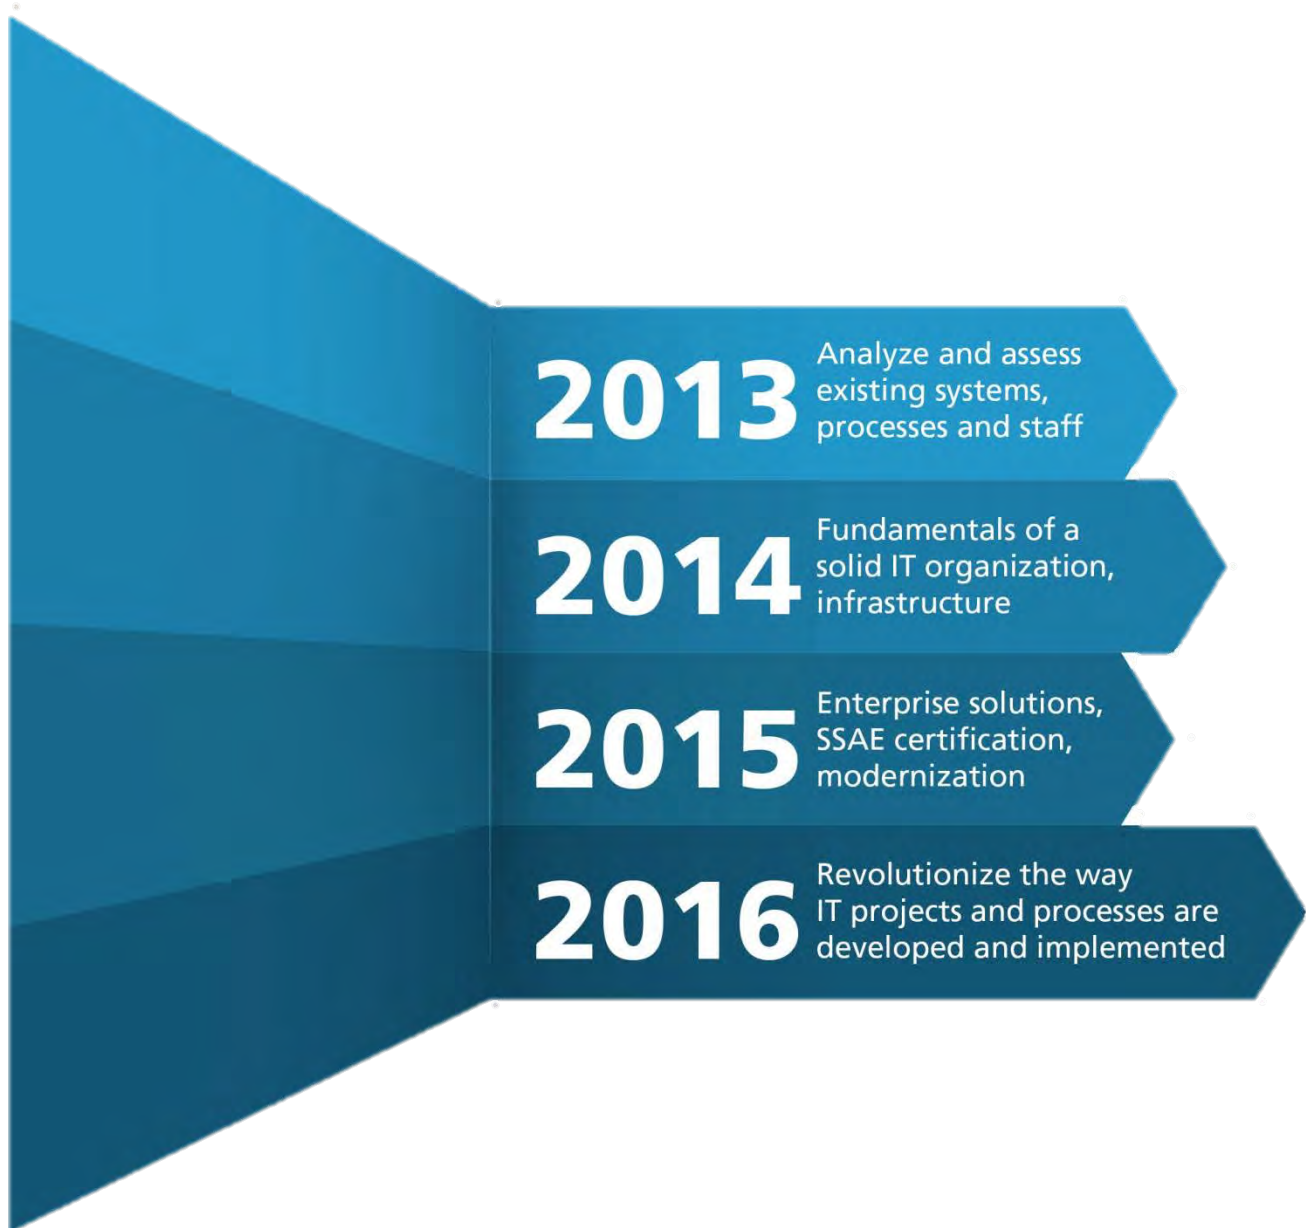 2013
Analyze and assess
existing systems,
processes and staff
2014
Fundamentals of a
solid IT organization,
infrastructure
2015
Enterprise solutions,
SSAE certification,
modernization
2016
Revolutionize the way
IT projects and processes are
developed and implemented